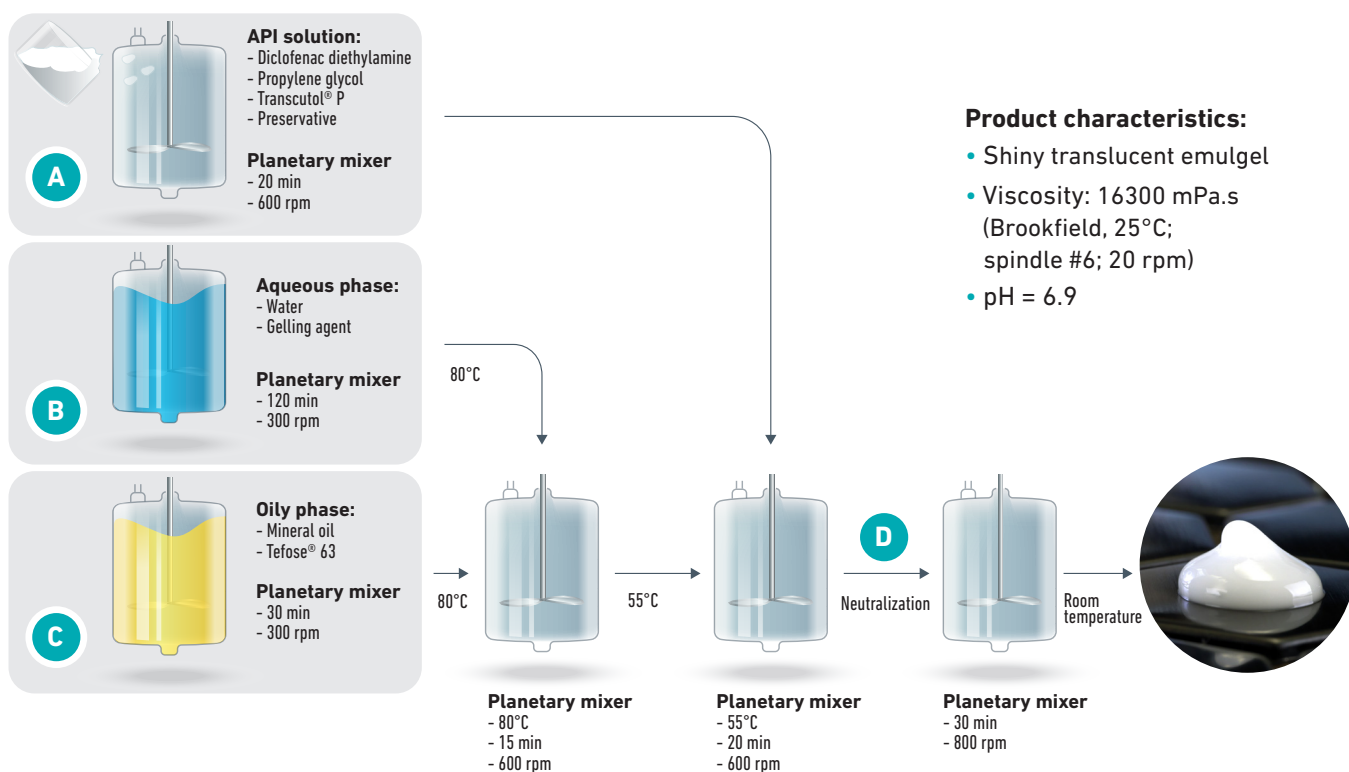 API solution:
- Diclofenac diethylamine
- Propylene glycol
- Transcutol® P
- Preservative
Planetary mixer
- 20 min
- 600 rpm
A
Product characteristics:
• Shiny translucent emulgel
• Viscosity: 16300 mPa.s
(Brookfield, 25°C;
spindle #6; 20 rpm)
• pH = 6.9
Aqueous phase:
- Water
- Gelling agent
Planetary mixer
- 120 min
- 300 rpm
B
80°C
Oily phase:
- Mineral oil
- Tefose® 63
Planetary mixer
- 30 min
- 300 rpm
C
80°C
55°C
D
Neutralization
Room
temperature
Planetary mixer
- 80°C
- 15 min
- 600 rpm
Planetary mixer
- 55°C
- 20 min
- 600 rpm
Planetary mixer
- 30 min
- 800 rpm